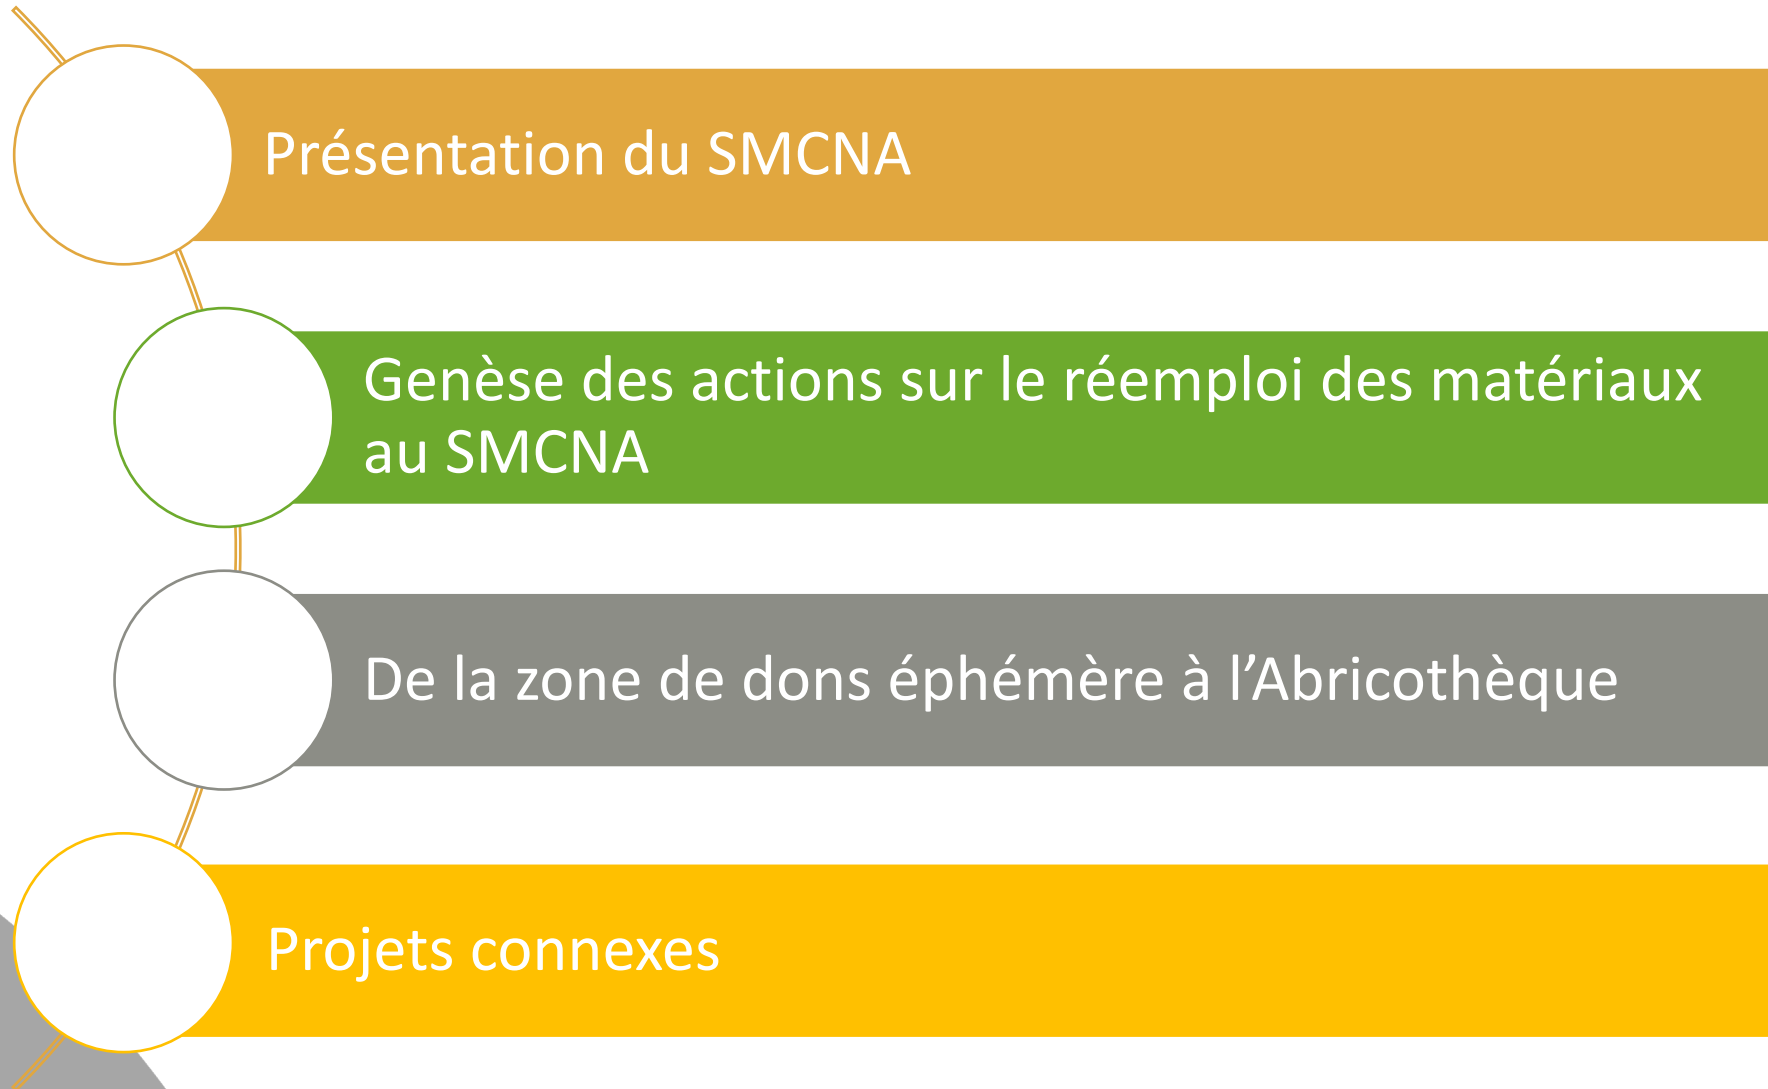 Présentation du SMCNA
Genèse des actions sur le réemploi des matériaux
au SMCNA
De la zone de dons éphémère à l’Abricothèque
Projets connexes